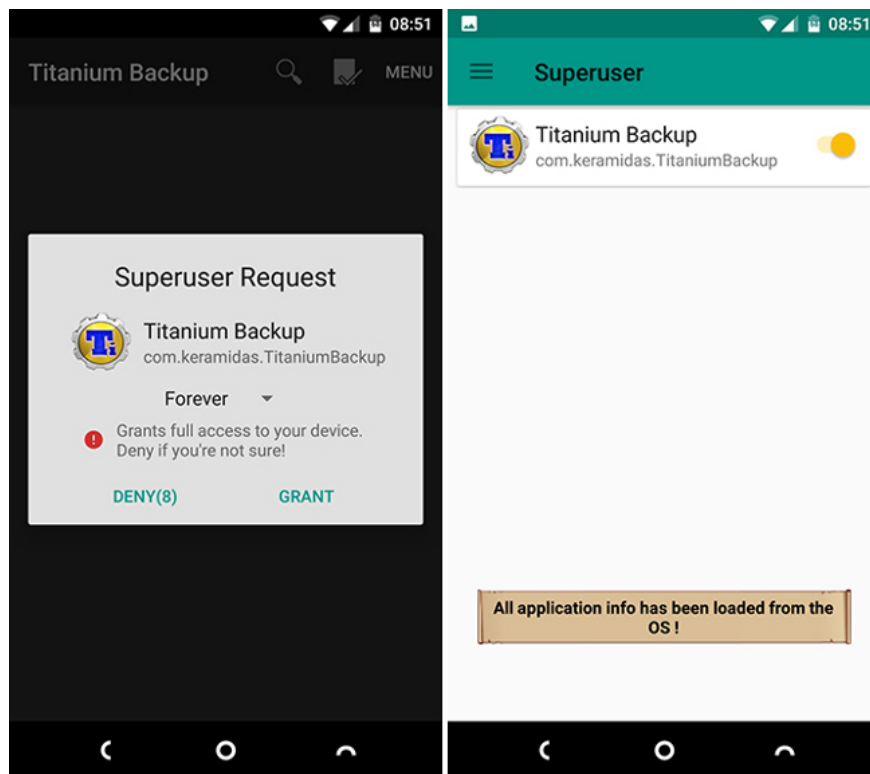 08:51
Titanium Backup
MENU
Superuser Request
Ti
Titanium Backup
com.keramidas.TitaniumBackup
Forever
Grants full access to your device.
Deny if you're not sure!
DENY(8)
GRANT
08:51
Superuser
Ti
Titanium Backup
com.keramidas.TitaniumBackup
All application info has been loaded from the
OS !